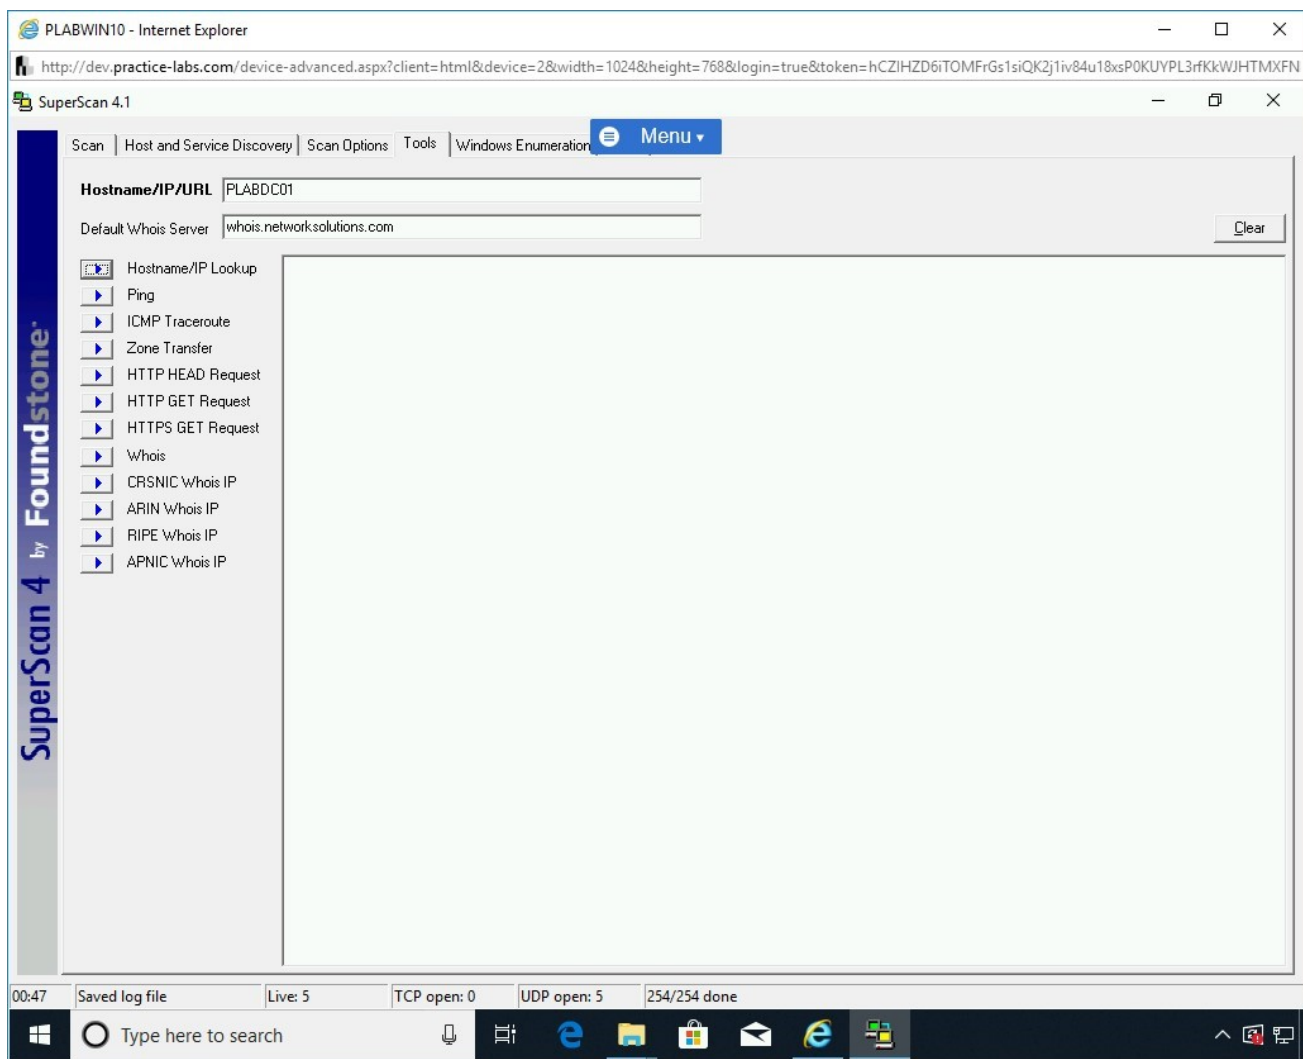 PLABWIN10 - Internet Explorer
http://dev.practice-labs.com/device-advanced.aspx?client=html&device=2&width=1024&height=768&login=true&token=hCZIHZD6iTOMFrGs1siQK2j1iv84u18xsP0KUYPL3rfKkWJHTMXFN
SuperScan 4.1
Menu
Scan Host and Service Discovery Scan Options Tools Windows Enumeration
Hostname/IP/URL PLABDC01
Default Whois Server whois.networksolutions.com
Clear
Hostname/IP Lookup
Ping
ICMP Traceroute
Zone Transfer
HTTP HEAD Request
HTTP GET Request
HTTPS GET Request
Whois
CRSNIC Whois IP
ARIN Whois IP
RIPE Whois IP
APNIC Whois IP
SuperScan 4 by Foundstone
00:47 Saved log file Live: 5 TCP open: 0 UDP open: 5 254/254 done
Type here to search